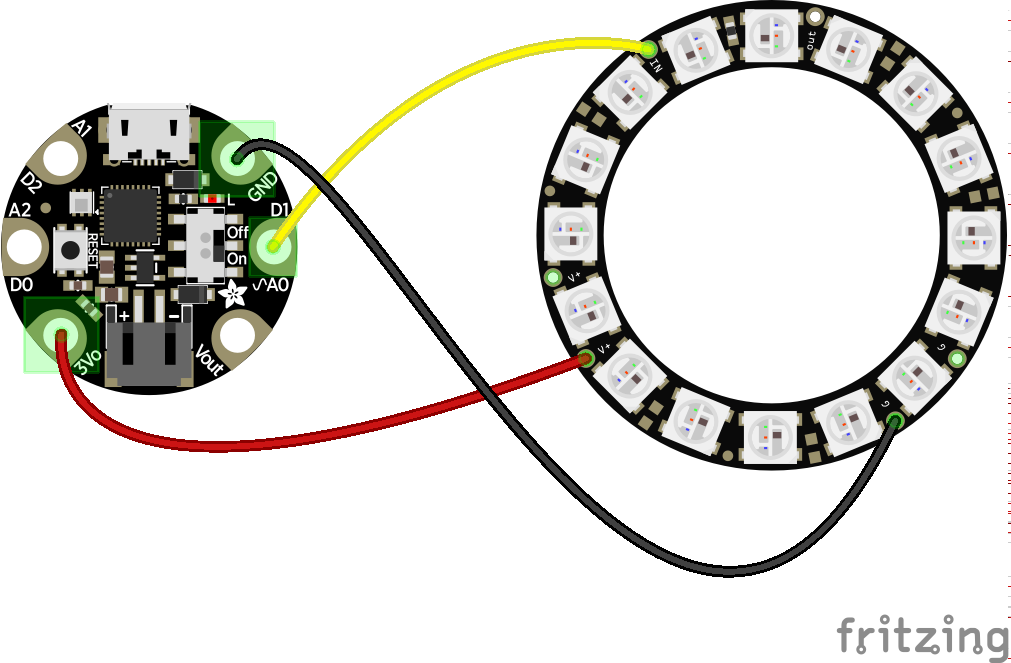 A1
D2
A2
D0
RESET
3Vo
+
-
Vout
GND
L
D1
Off
On
~A0
IN
out
V+
V+
G
G
fritzing